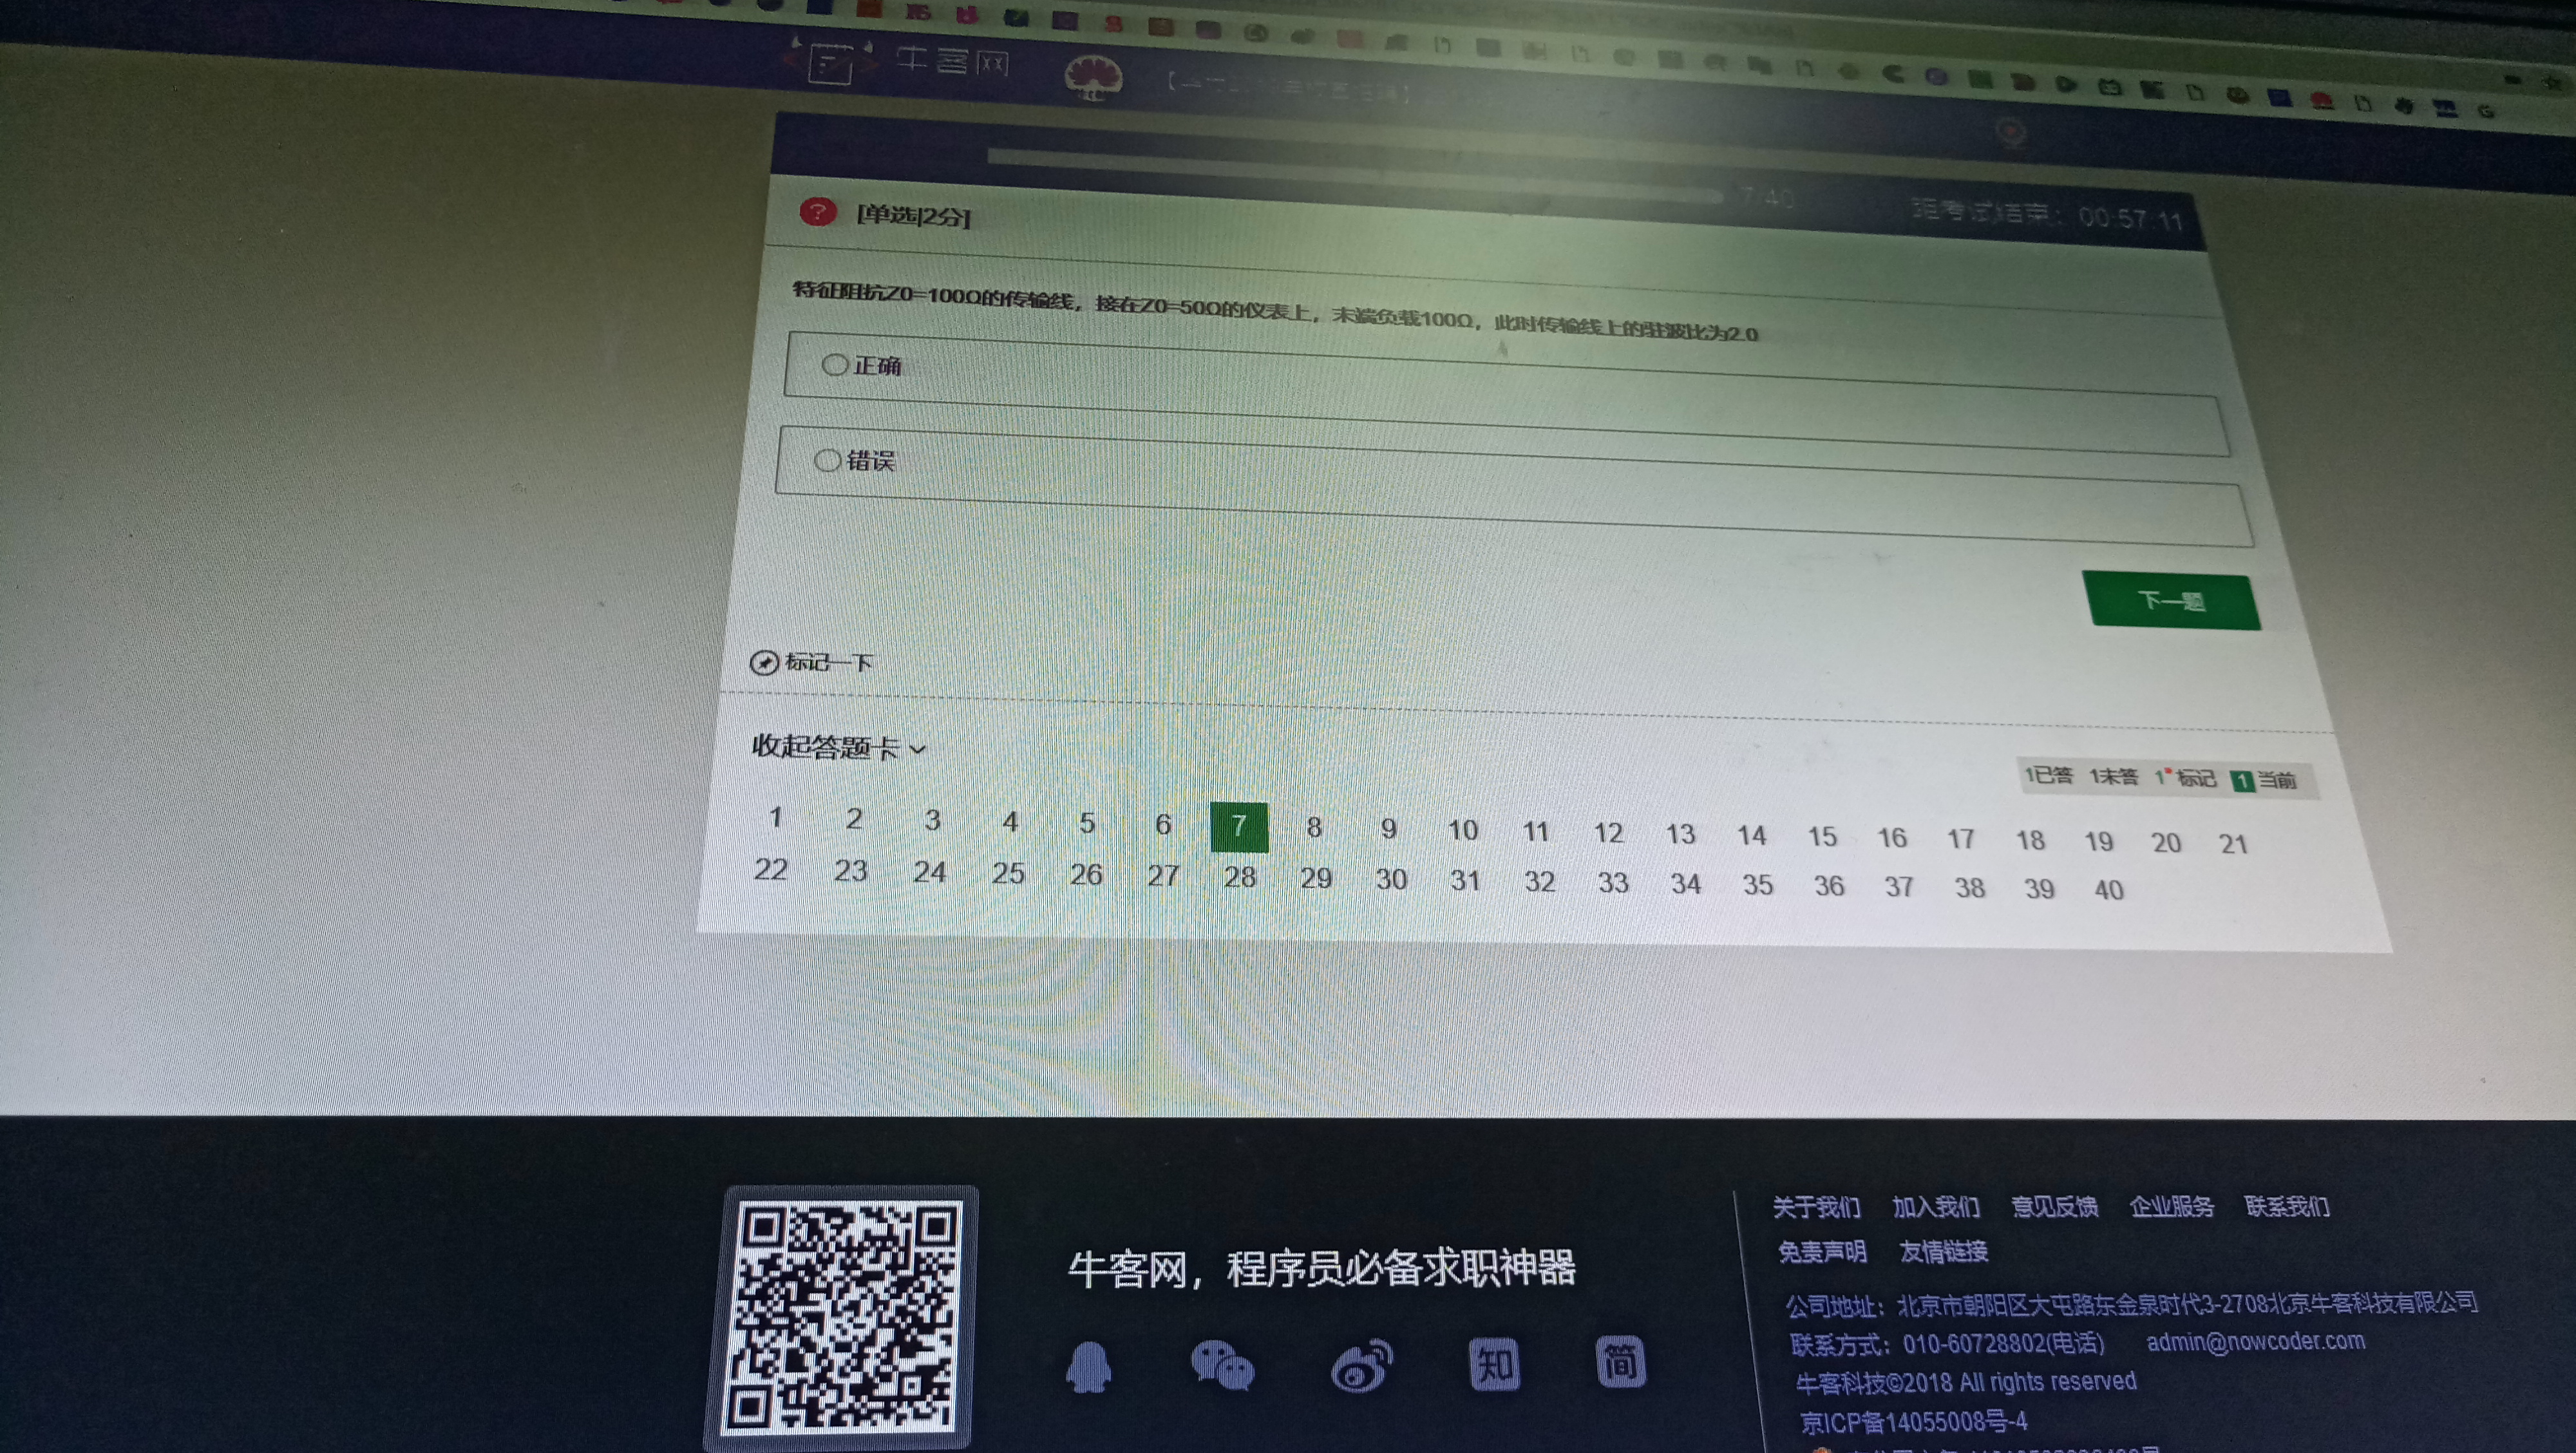 牛客网
7/40
距考试结束：00:57:11
[单选|2分]
特征阻抗Z0=100Ω的传输线，接在Z0=50Ω的仪表上，末端负载100Ω，此时传输线上的驻波比为2.0
正确
错误
下一题
标记一下
收起答题卡
1已答 1未答 1标记 1当前
1 2 3 4 5 6 7 8 9 10 11 12 13 14 15 16 17 18 19 20 21
22 23 24 25 26 27 28 29 30 31 32 33 34 35 36 37 38 39 40
牛客网，程序员必备求职神器
知 简
关于我们 加入我们 意见反馈 企业服务 联系我们
免责声明 友情链接
公司地址：北京市朝阳区大屯路东金泉时代3-2708北京牛客科技有限公司
联系方式：010-60728802(电话) admin@nowcoder.com
牛客科技©2018 All rights reserved
京ICP备14055008号-4